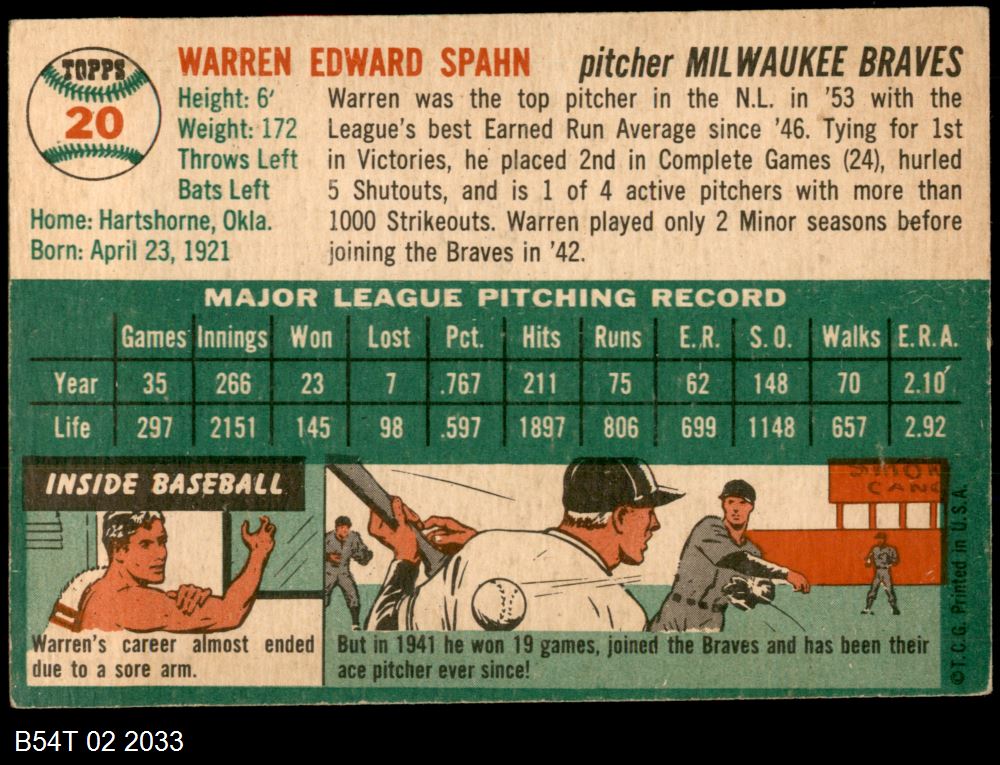 TOPPS
20
WARREN EDWARD SPAHN pitcher MILWAUKEE BRAVES
Height: 6'
Weight: 172
Throws Left
Bats Left
Home: Hartshorne, Okla.
Born: April 23, 1921
Warren was the top pitcher in the N.L. in '53 with the
League's best Earned Run Average since '46. Tying for 1st
in Victories, he placed 2nd in Complete Games (24), hurled
5 Shutouts, and is 1 of 4 active pitchers with more than
1000 Strikeouts. Warren played only 2 Minor seasons before
joining the Braves in '42.
MAJOR LEAGUE PITCHING RECORD
Games Innings Won Lost Pct. Hits Runs E.R. S.O. Walks E.R.A.
Year 35 266 23 7 .767 211 75 62 148 70 2.10
Life 297 2151 145 98 .597 1897 806 699 1148 657 2.92
INSIDE BASEBALL
Warren's career almost ended
due to a sore arm.
But in 1941 he won 19 games, joined the Braves and has been their
ace pitcher ever since!
©T.C.G. Printed in U.S.A.
B54T 02 2033